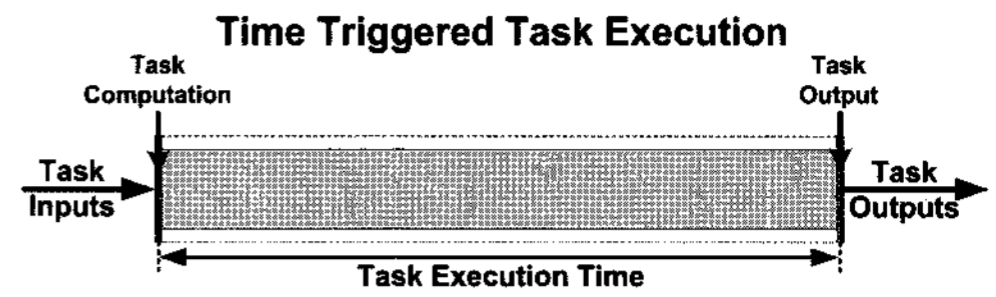 Time Triggered Task Execution
Task
Computation
Task
Output
Task
Inputs
Task
Outputs
Task Execution Time